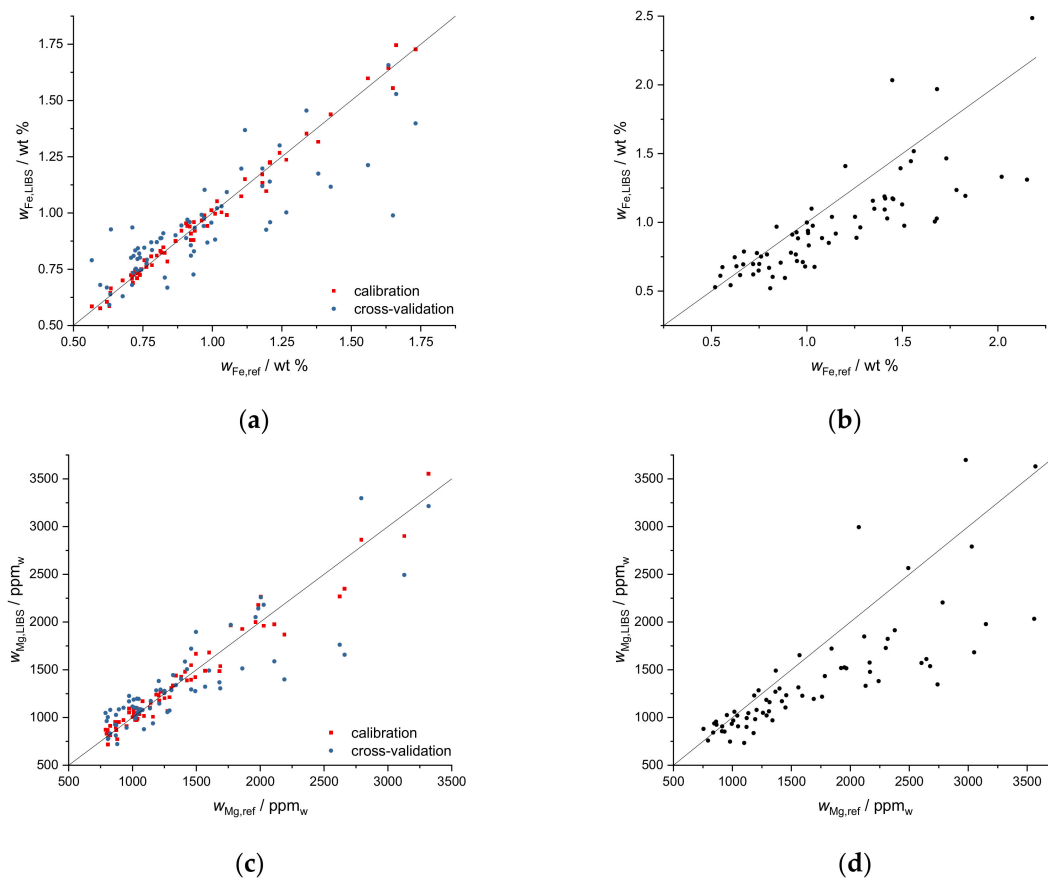 1.75
1.50
1.25
1.00
0.75
0.50
wFe,LIBS / wt %
calibration
cross-validation
0.50 0.75 1.00 1.25 1.50 1.75
wFe,ref / wt %
(a)
2.5
2.0
1.5
1.0
0.5
wFe,LIBS / wt %
0.5 1.0 1.5 2.0
wFe,ref / wt %
(b)
3500
3000
2500
2000
1500
1000
500
wMg,LIBS / ppmw
calibration
cross-validation
500 1000 1500 2000 2500 3000 3500
wMg,ref / ppmw
(c)
3500
3000
2500
2000
1500
1000
500
wMg,LIBS / ppmw
500 1000 1500 2000 2500 3000 3500
wMg,ref / ppmw
(d)